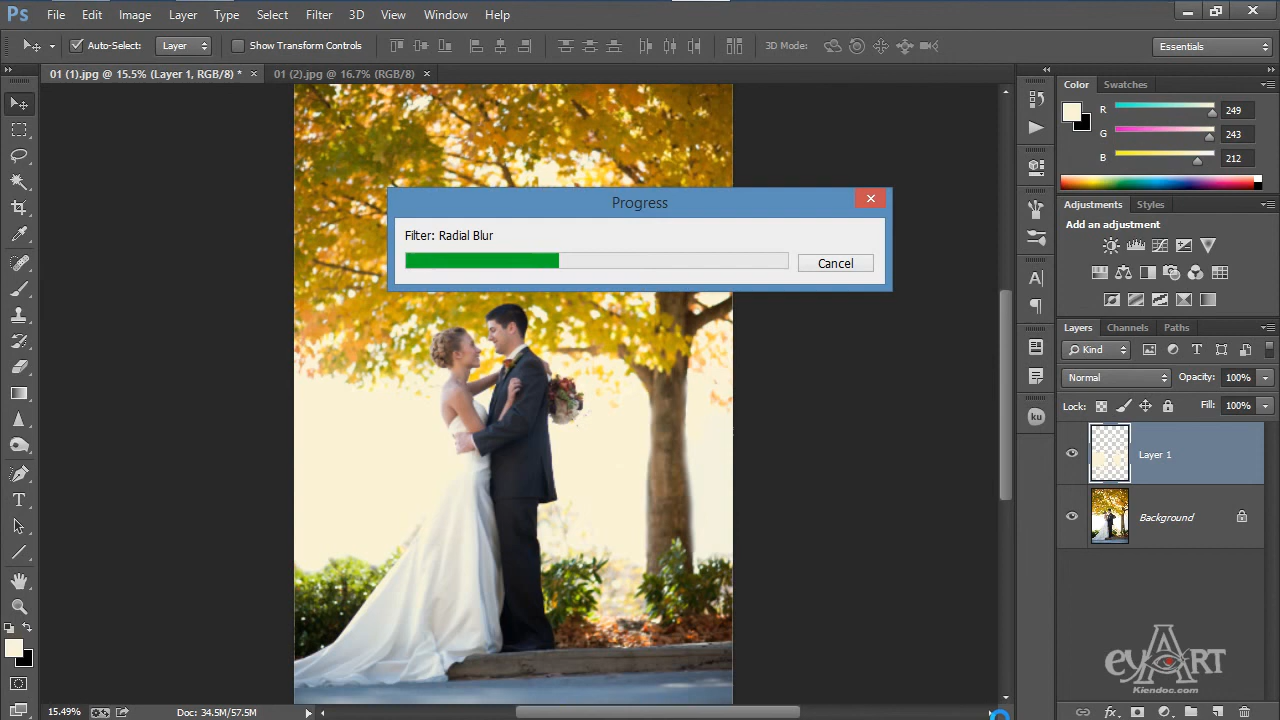 Ps File Edit Image Layer Type Select Filter 3D View Window Help
Auto-Select: Layer Show Transform Controls 3D Mode: Essentials
01 (1).jpg @ 15.5% (Layer 1, RGB/8) * × 01 (2).jpg @ 16.7% (RGB/8) ×
Color Swatches
R 249
G 243
B 212
Progress
Filter: Radial Blur
Cancel
Adjustments Styles
Add an adjustment
Layers Channels Paths
Kind
Normal Opacity: 100%
Lock: Fill: 100%
ku
Layer 1
Background
eyART
Kiendoc.com
15.49% Doc: 34.5M/57.5M